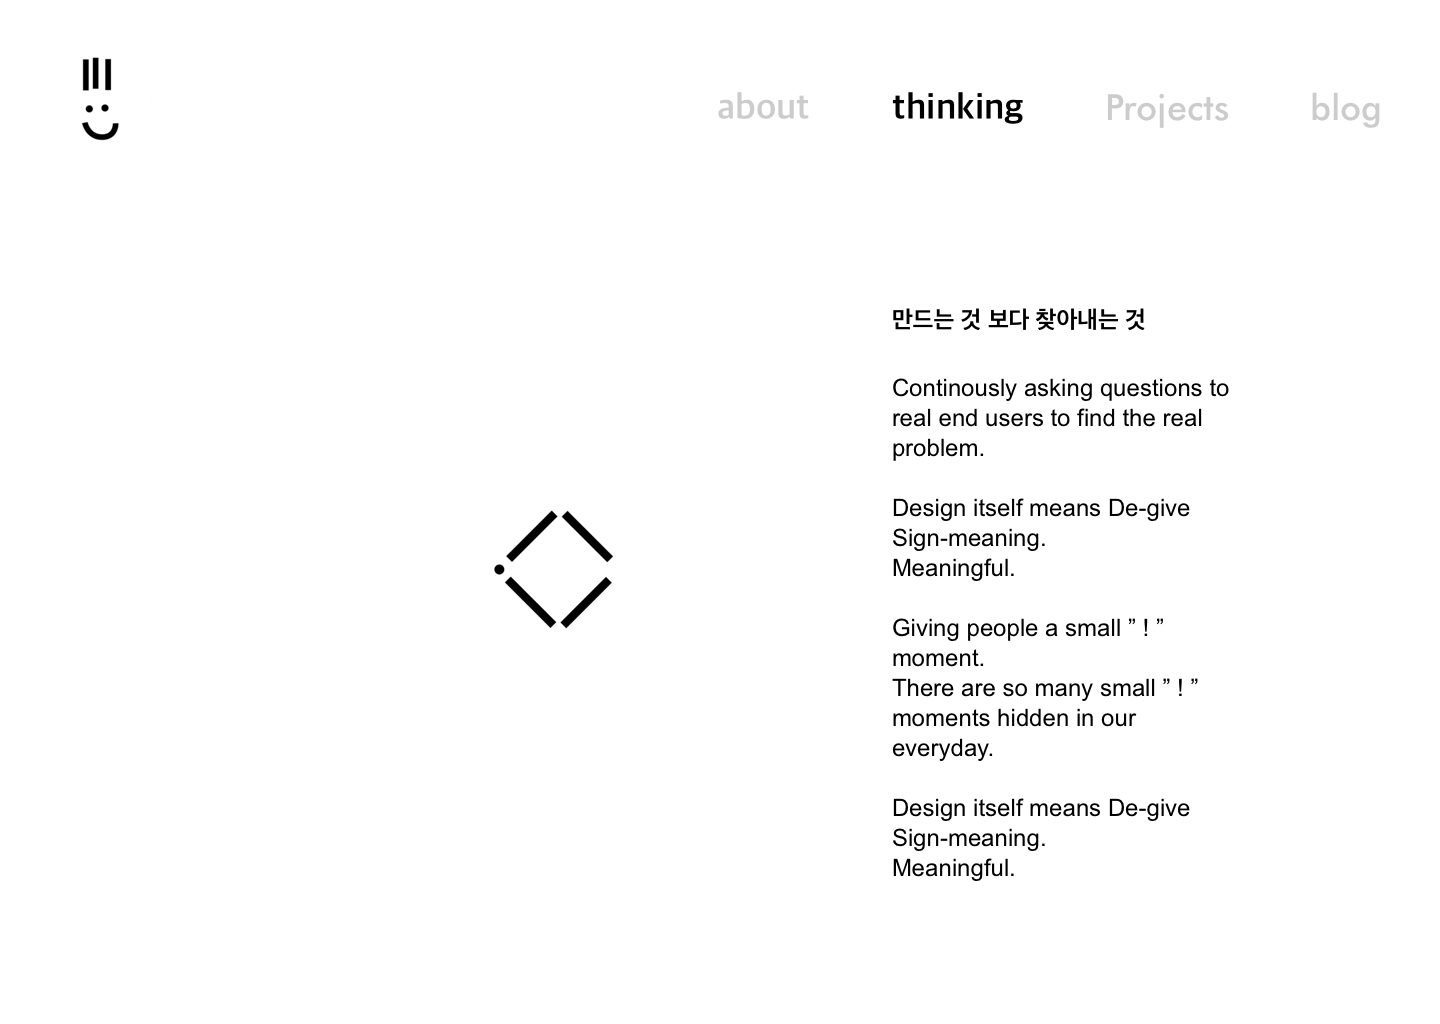 about thinking Projects blog
만드는 것 보다 찾아내는 것
Continously asking questions to
real end users to find the real
problem.
Design itself means De-give
Sign-meaning.
Meaningful.
Giving people a small ” ! ”
moment.
There are so many small ” ! ”
moments hidden in our
everyday.
Design itself means De-give
Sign-meaning.
Meaningful.